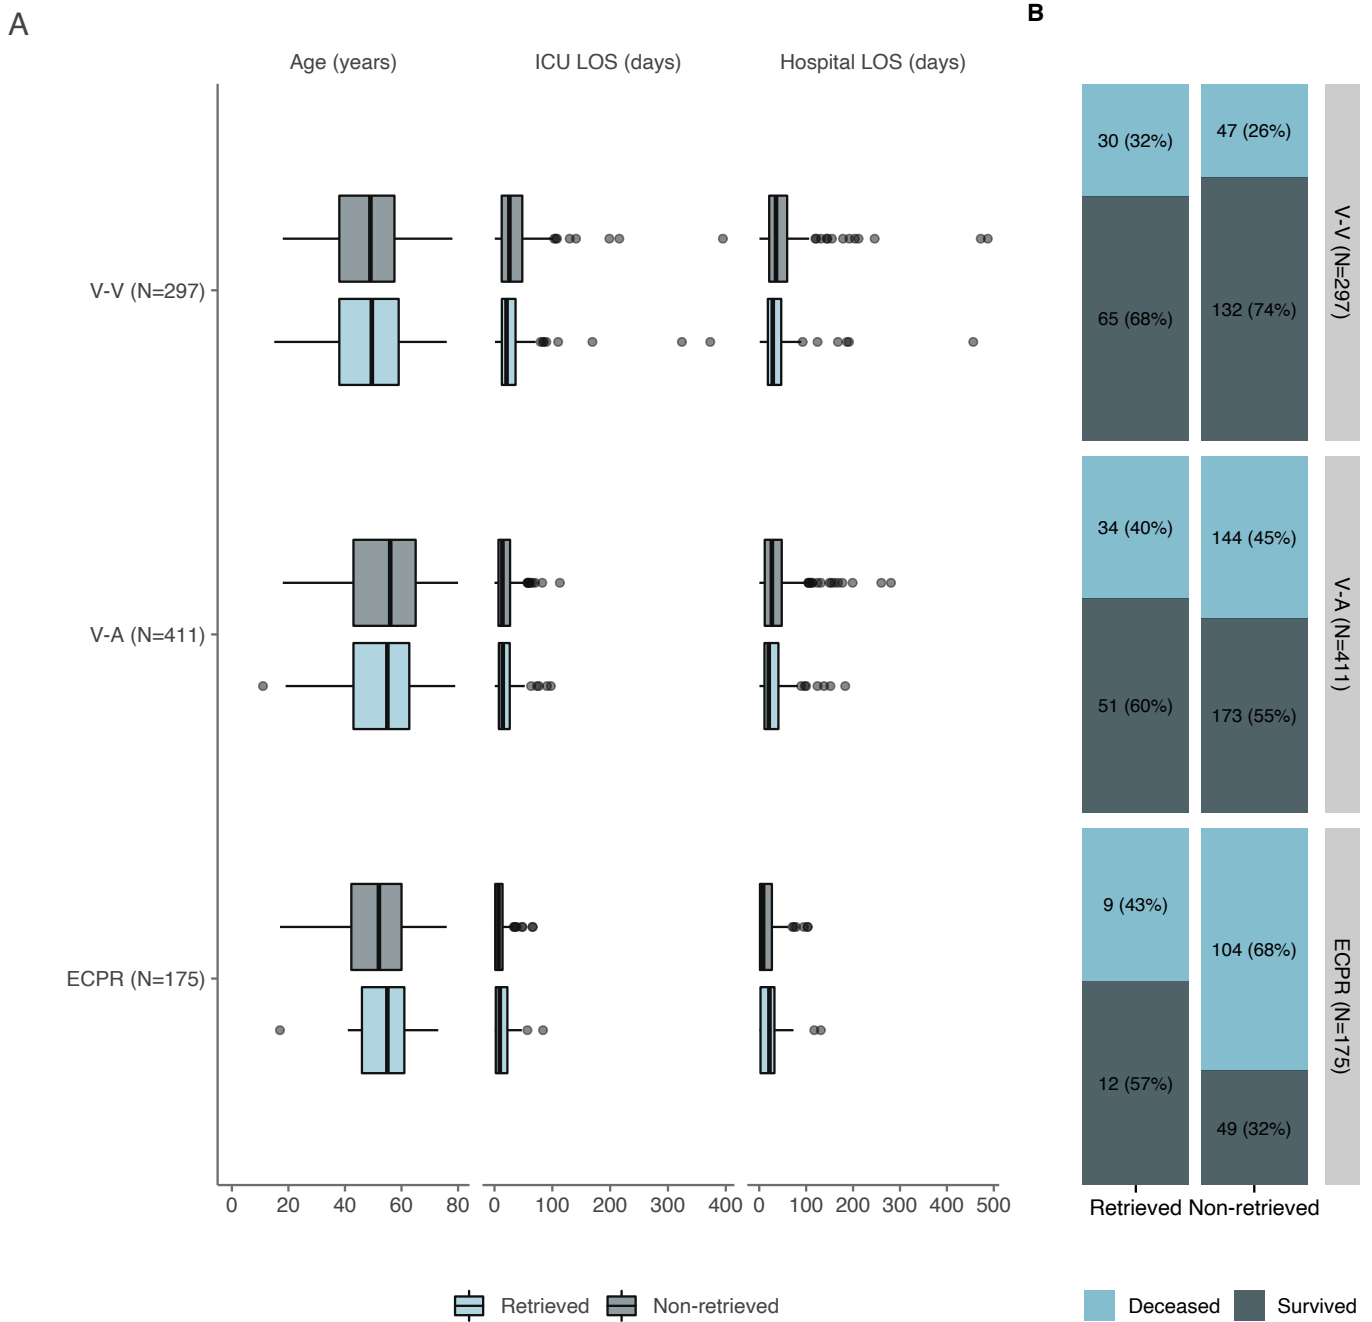 A
B
Age (years) ICU LOS (days) Hospital LOS (days)
V-V (N=297)
V-A (N=411)
ECPR (N=175)
0 20 40 60 80 0 100 200 300 400 0 100 200 300 400 500
Retrieved Non-retrieved
30 (32%) 47 (26%)
65 (68%) 132 (74%)
V-V (N=297)
34 (40%) 144 (45%)
51 (60%) 173 (55%)
V-A (N=411)
9 (43%) 104 (68%)
12 (57%) 49 (32%)
ECPR (N=175)
Retrieved Non-retrieved
Deceased Survived